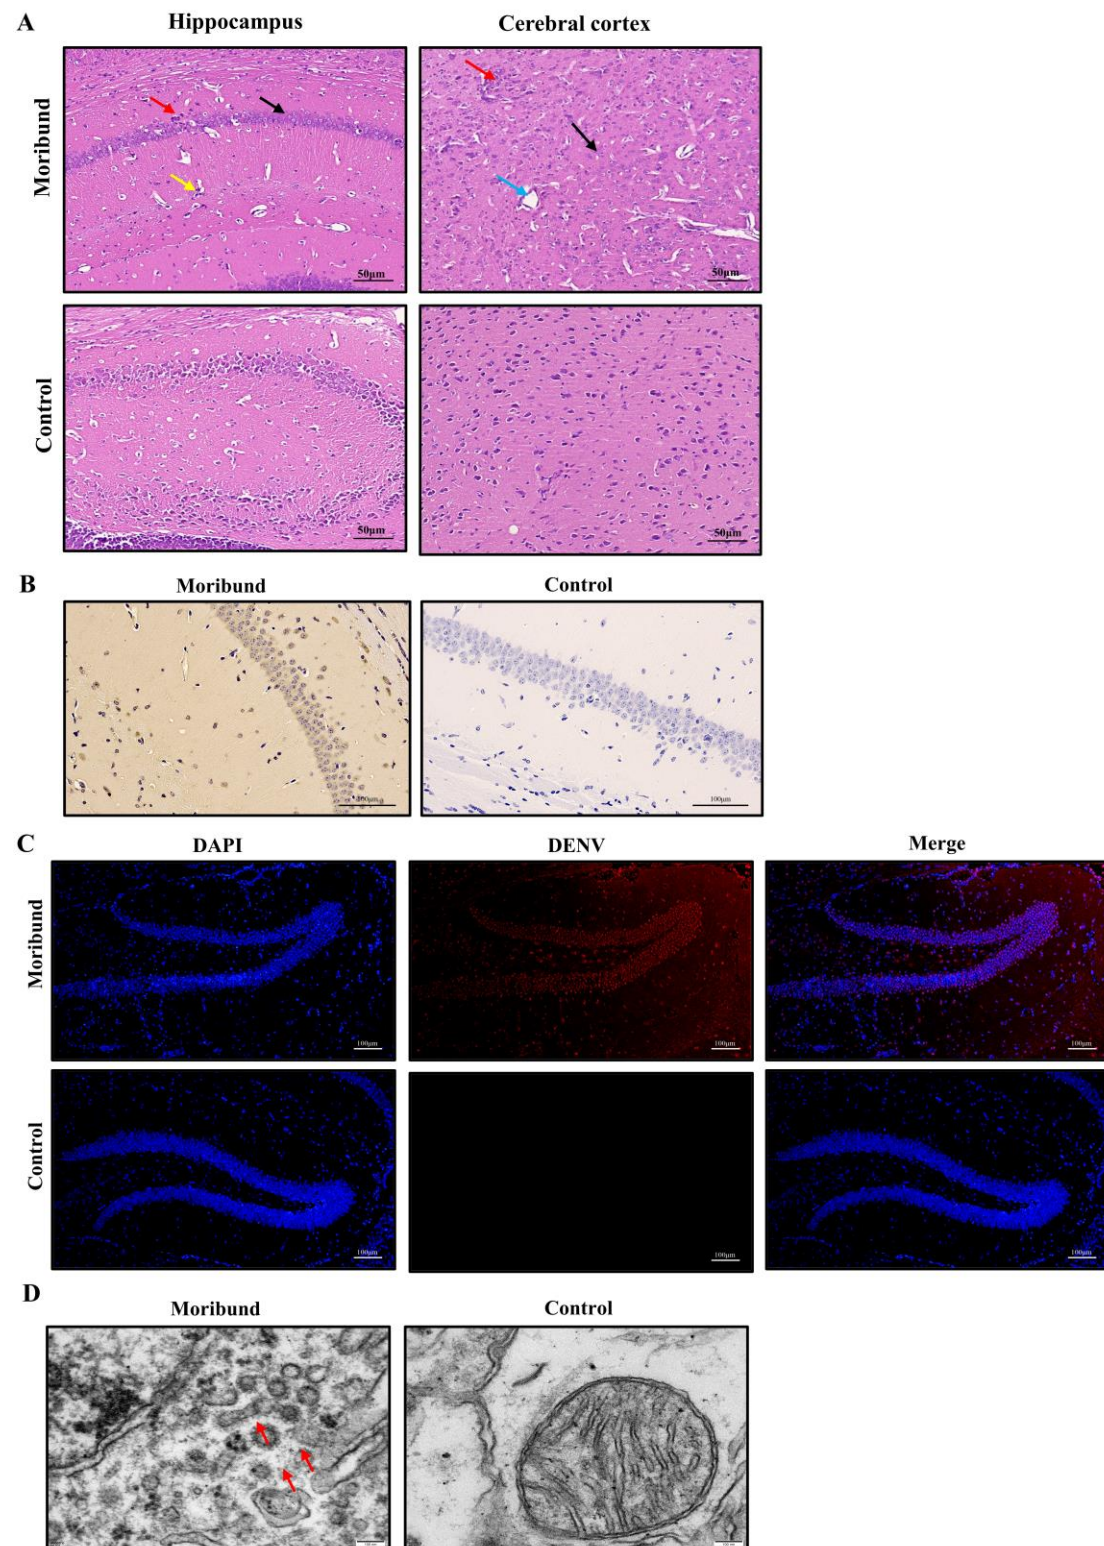 A
Hippocampus
Cerebral cortex
Moribund
50μm
50μm
Control
50μm
50μm
B
Moribund
Control
100μm
100μm
C
DAPI
DENV
Merge
Moribund
100μm
100μm
100μm
Control
100μm
100μm
100μm
D
Moribund
Control